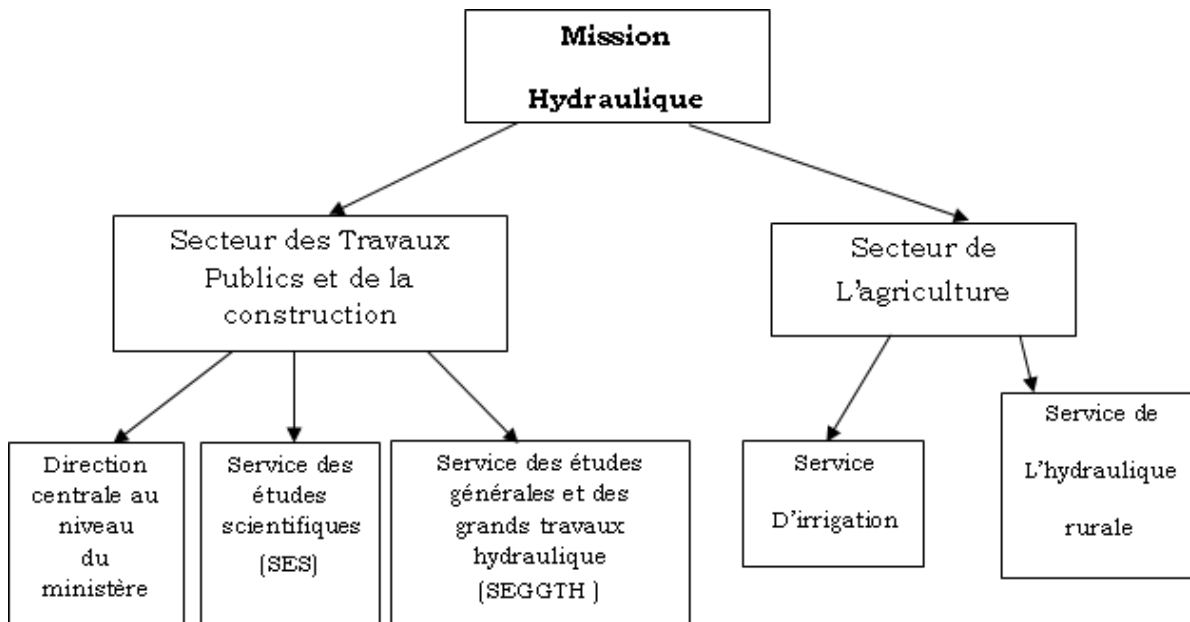 Mission
Hydraulique
Secteur des Travaux
Publics et de la
construction
Secteur de
L'agriculture
Direction
centrale au
niveau
du
ministère
Service des
études
scientifiques
(SES)
Service des études
générales et des
grands travaux
hydraulique
(SEGGTH )
Service
D'irrigation
Service de
L'hydraulique
rurale